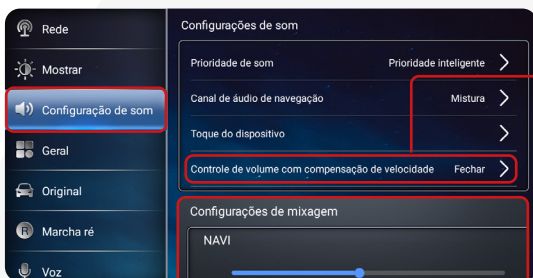 Rede
Mostrar
Configuração de som
Geral
Original
R Marcha ré
Voz
Configurações de som
Prioridade de som Prioridade inteligente
Canal de áudio de navegação Mistura
Toque do dispositivo
Controle de volume com compensação de velocidade Fechar
Configurações de mixagem
NAVI